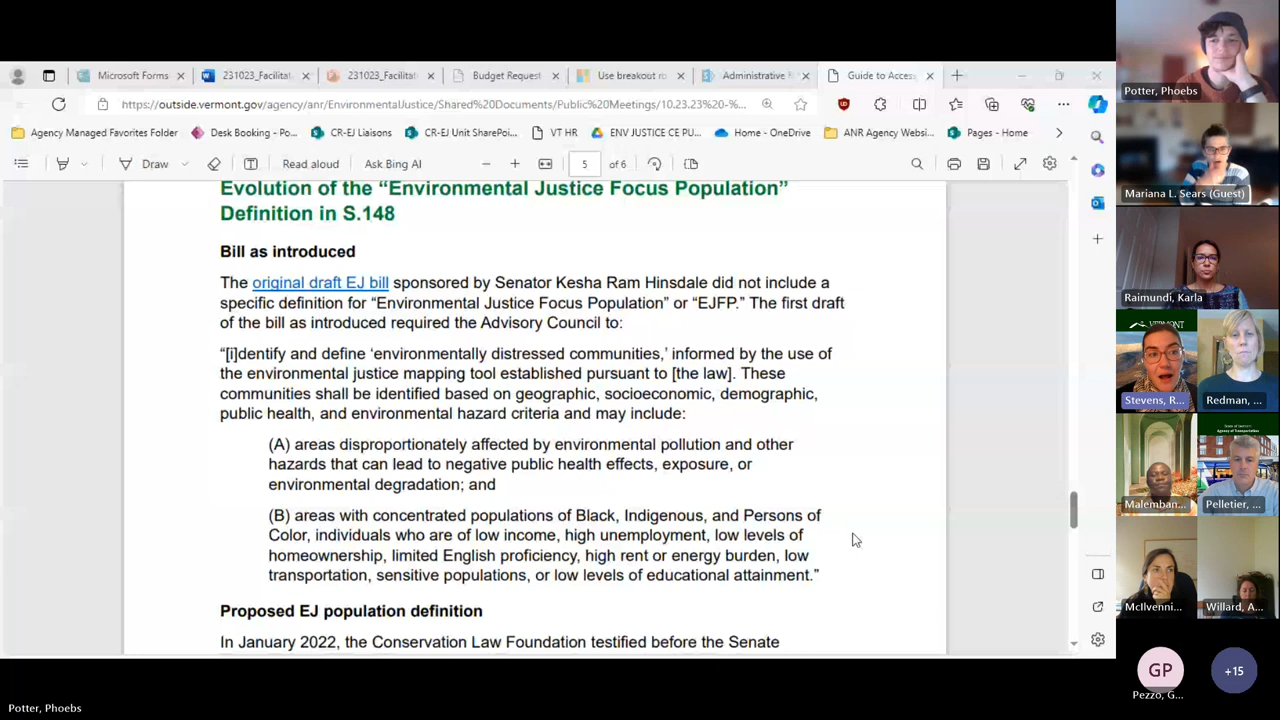 Microsoft Forms
231023_Facilitat
231023_Facilitat
Budget Request
Use breakout ro
Administrative R
Guide to Acces
https://outside.vermont.gov/agency/anr/EnvironmentalJustice/Shared%20Documents/Public%20Meetings/10.23.23%20-%...
Agency Managed Favorites Folder
Desk Booking - Po...
CR-EJ Liaisons
CR-EJ Unit SharePoi...
VT HR
ENV JUSTICE CE PU...
Home - OneDrive
ANR Agency Websi...
Pages - Home
Draw
Read aloud
Ask Bing AI
5
of 6
Evolution of the “Environmental Justice Focus Population”
Definition in S.148
Bill as introduced
The original draft EJ bill sponsored by Senator Kesha Ram Hinsdale did not include a
specific definition for “Environmental Justice Focus Population” or “EJFP.” The first draft
of the bill as introduced required the Advisory Council to:
“[i]dentify and define ‘environmentally distressed communities,’ informed by the use of
the environmental justice mapping tool established pursuant to [the law]. These
communities shall be identified based on geographic, socioeconomic, demographic,
public health, and environmental hazard criteria and may include:
(A) areas disproportionately affected by environmental pollution and other
hazards that can lead to negative public health effects, exposure, or
environmental degradation; and
(B) areas with concentrated populations of Black, Indigenous, and Persons of
Color, individuals who are of low income, high unemployment, low levels of
homeownership, limited English proficiency, high rent or energy burden, low
transportation, sensitive populations, or low levels of educational attainment.”
Proposed EJ population definition
In January 2022, the Conservation Law Foundation testified before the Senate
Potter, Phoebs
Mariana L. Sears (Guest)
Raimundi, Karla
VERMONT
Stevens, R...
Redman, ...
Agency of Transportation
Malemban...
Pelletier, ...
McIlvenni...
Willard, A...
GP
Pezzo, G...
+15
Potter, Phoebs